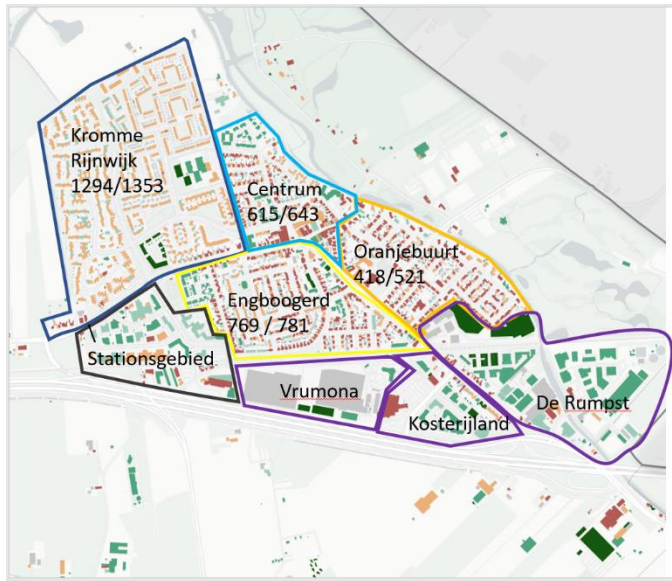 Kromme
Rijnwijk
1294/1353
Centrum
615/643
Oranjebuurt
418/521
Engboogerd
769 / 781
Stationsgebied
Vrumona
De Rumpst
Kosterijland